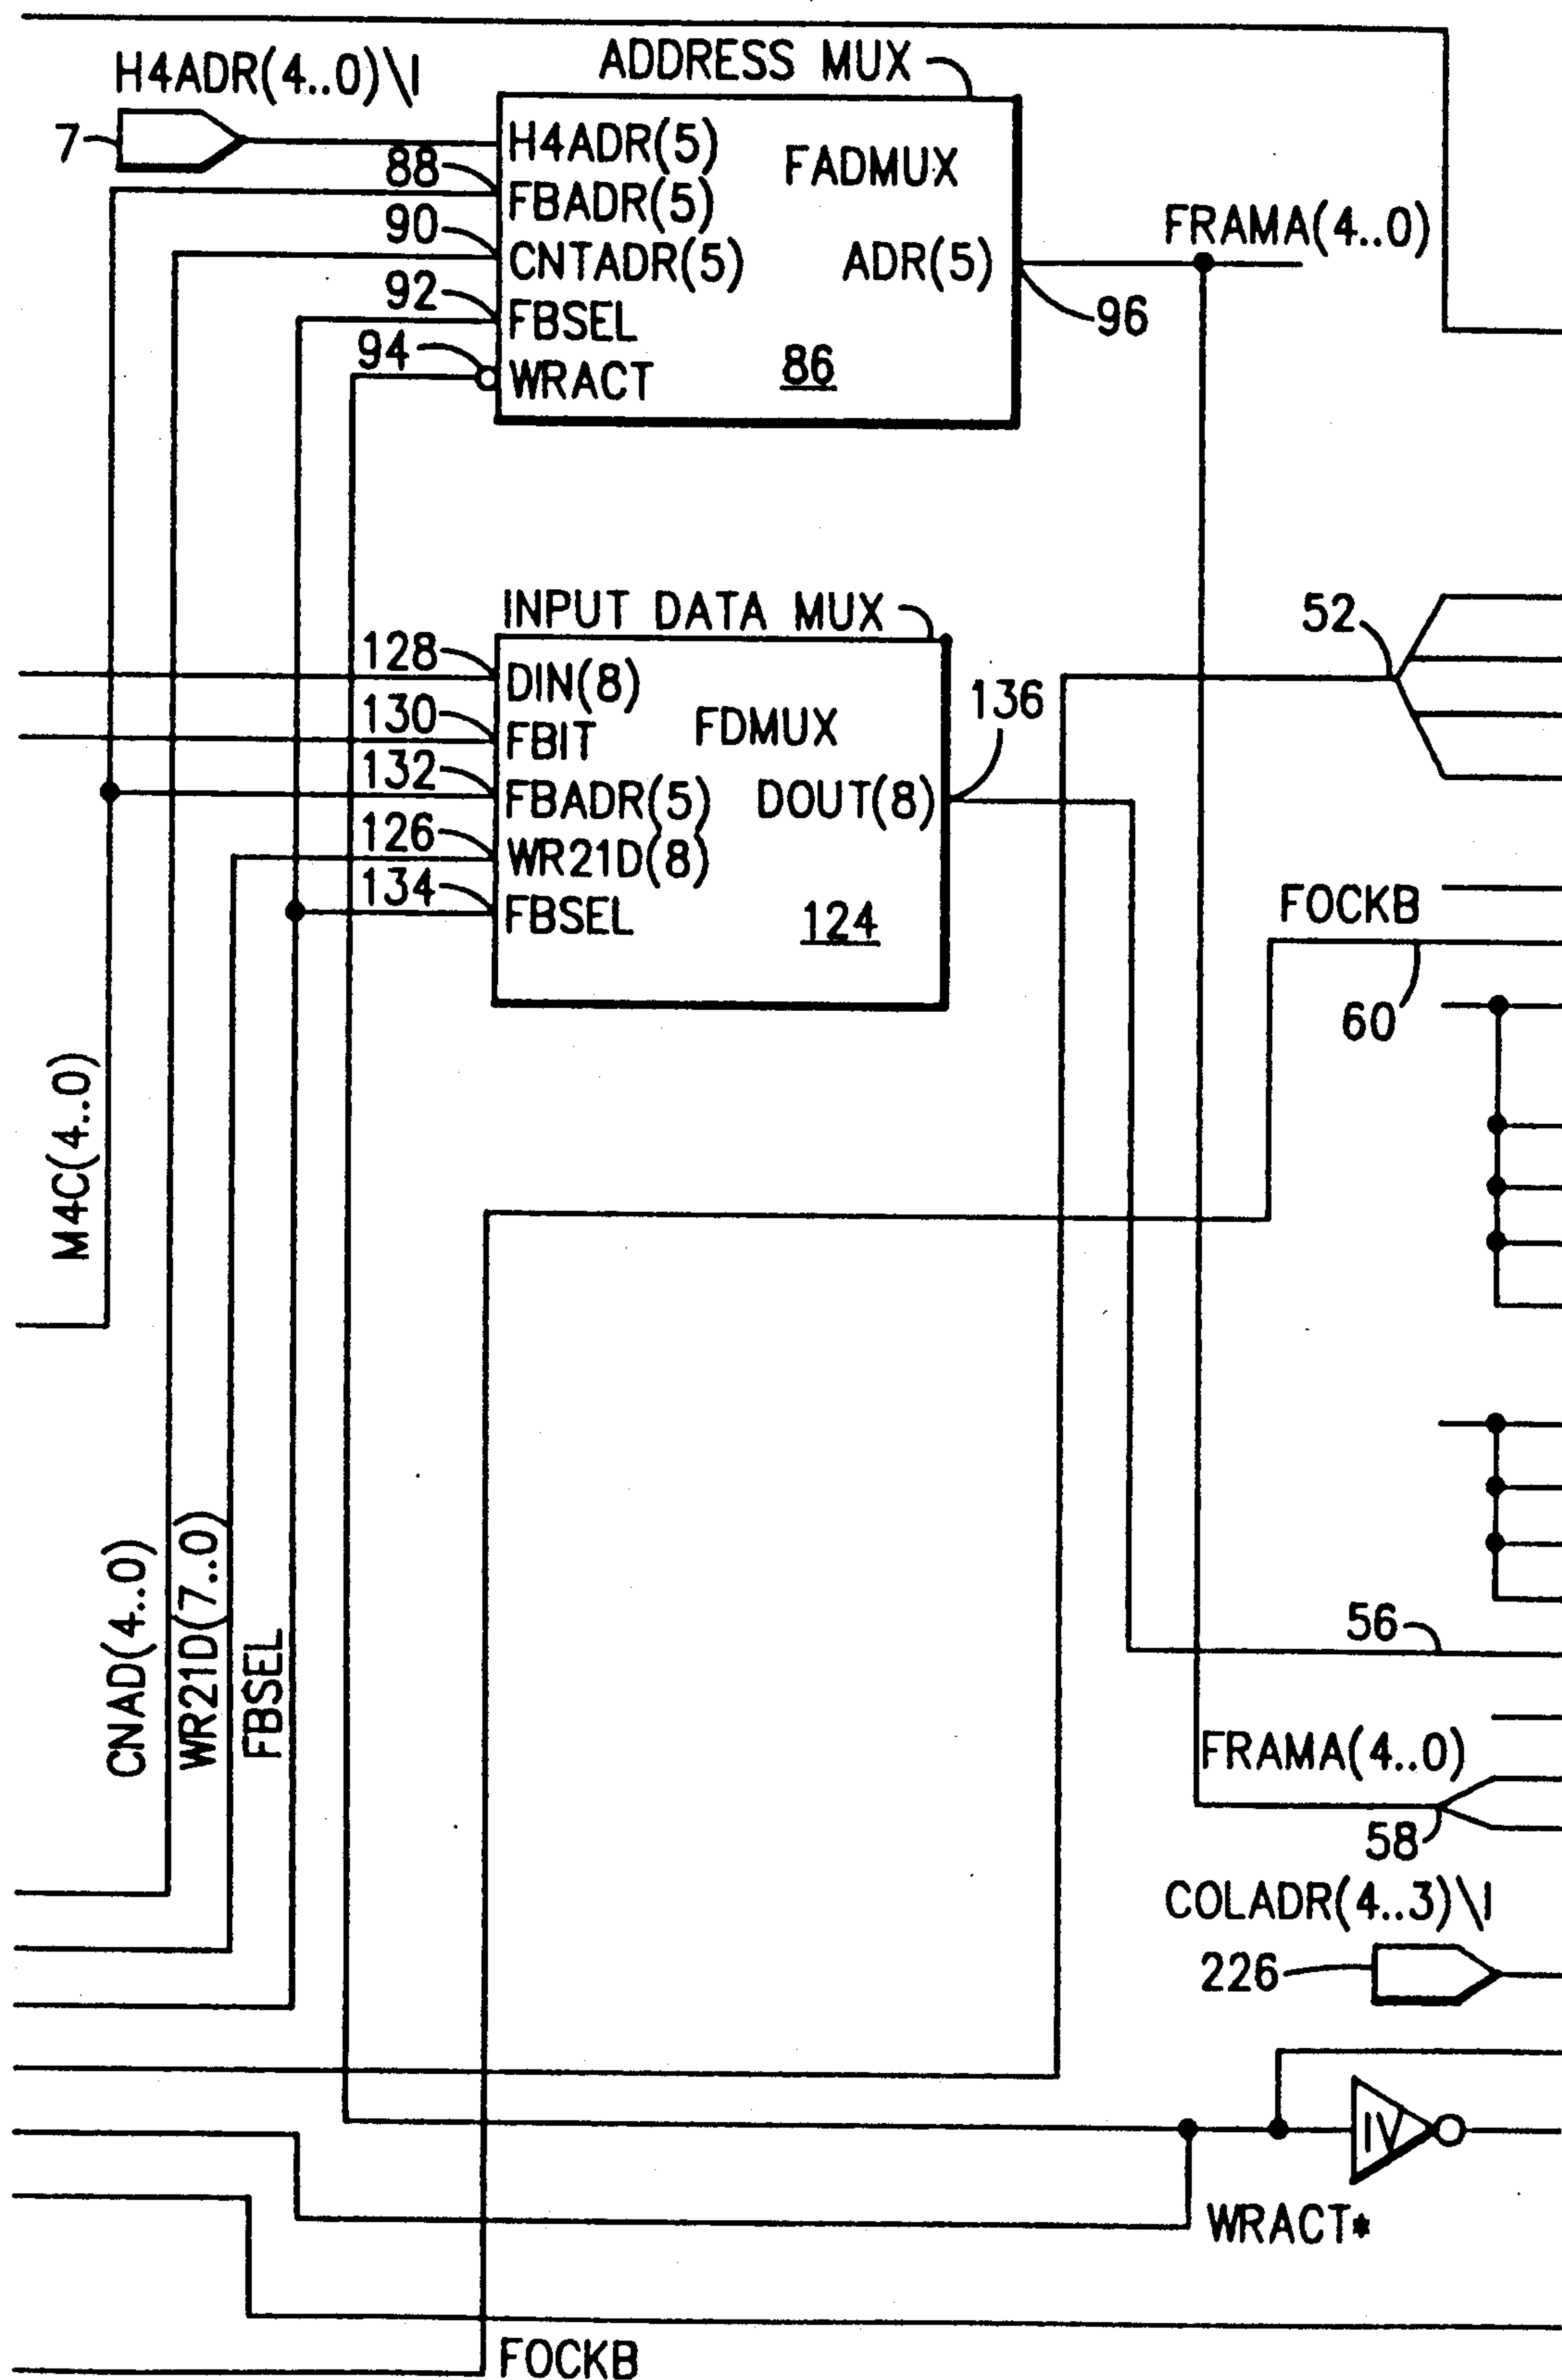 ADDRESS MUX
H4ADR(4..0)\I
7
H4ADR(5)
FADMUX
88
FBADR(5)
FRAMA(4..0)
90
CNTADR(5)
ADR(5)
92
FBSEL
96
94
WRACT
86
INPUT DATA MUX
52
128
DIN(8)
136
130
FBIT
FDMUX
132
FBADR(5)
DOUT(8)
126
WR21D(8)
134
FBSEL
124
FOCKB
60
M4C(4..0)
CNAD(4..0)
WR21D(7..0)
FBSEL
56
FRAMA(4..0)
58
COLADR(4..3)\I
226
IV
WRACT*
FOCKB